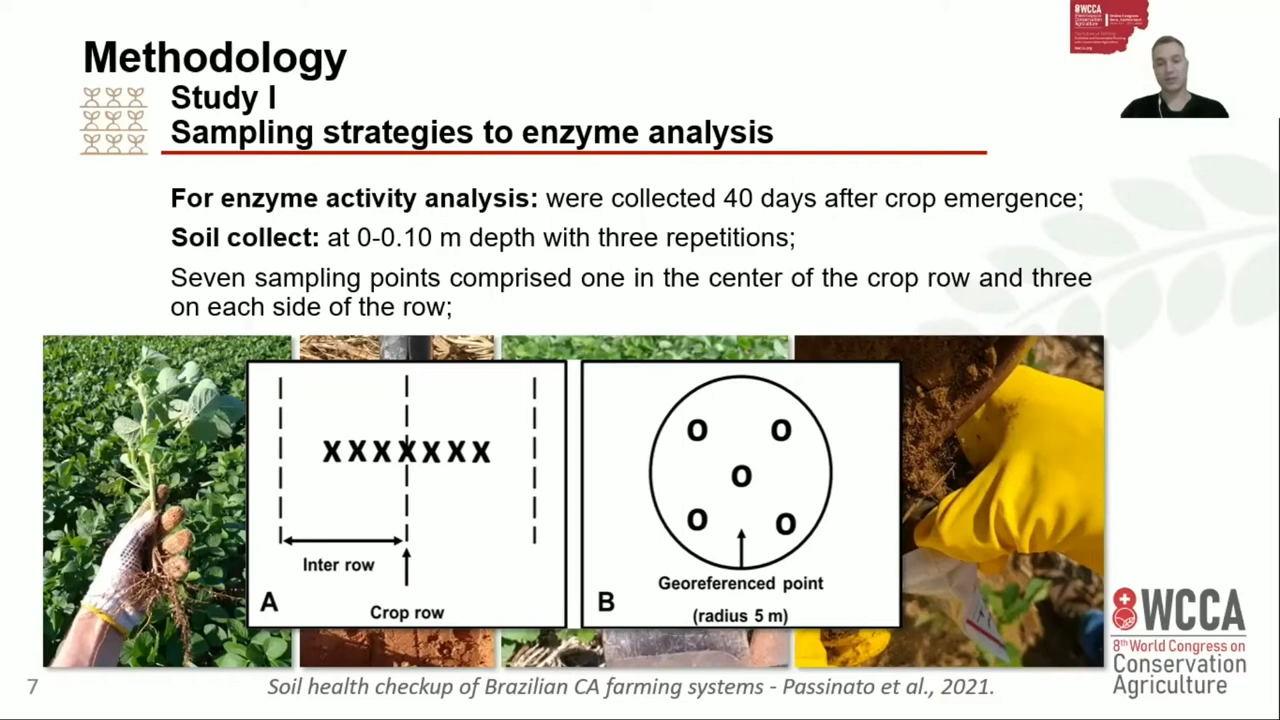 8WCCA
Methodology
Study I
Sampling strategies to enzyme analysis
For enzyme activity analysis: were collected 40 days after crop emergence;
Soil collect: at 0-0.10 m depth with three repetitions;
Seven sampling points comprised one in the center of the crop row and three
on each side of the row;
X X X X X X X
Inter row
A
Crop row
O O
O
O O
Georeferenced point
B
(radius 5 m)
8WCCA
8th World Congress on
Conservation
Agriculture
7
Soil health checkup of Brazilian CA farming systems - Passinato et al., 2021.